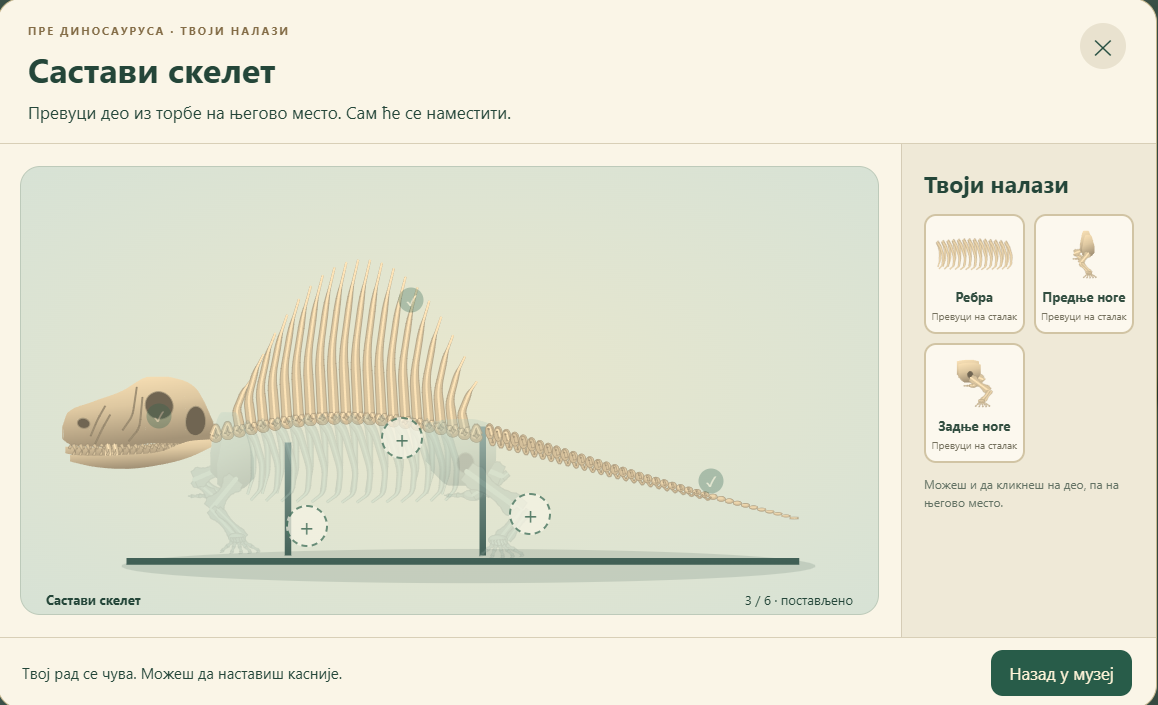 ПРЕ ДИНОСАУРУСА · ТВОЈИ НАЛАЗИ
Састави скелет
Превуци део из торбе на његово место. Сам ће се наместити.
Састави скелет
3 / 6 · постављено
Твоји налази
Ребра
Превуци на сталак
Предње ноге
Превуци на сталак
Задње ноге
Превуци на сталак
Можеш и да кликнеш на део, па на
његово место.
Твој рад се чува. Можеш да наставиш касније.
Назад у музеј